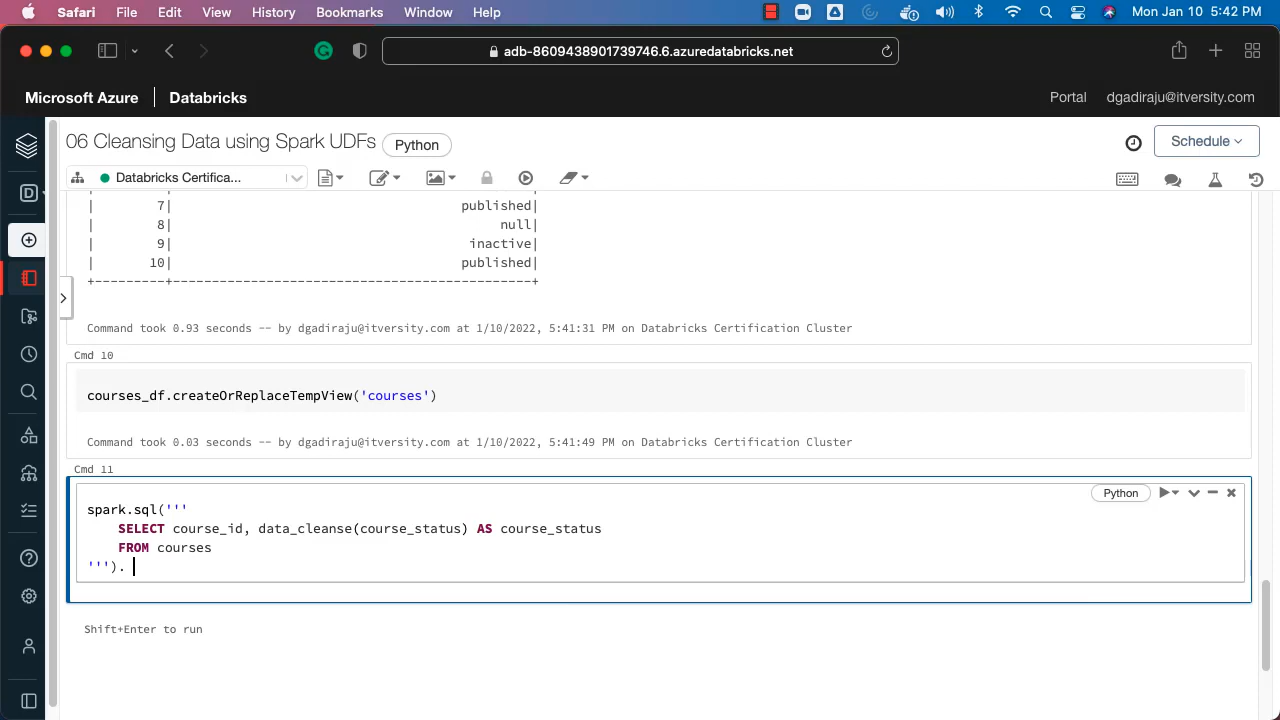 Safari File Edit View History Bookmarks Window Help Mon Jan 10 5:42 PM
adb-8609438901739746.6.azuredatabricks.net
Microsoft Azure Databricks Portal dgadiraju@itversity.com
06 Cleansing Data using Spark UDFs Python Schedule
D Databricks Certifica...
| 7| published|
| 8| null|
| 9| inactive|
| 10| published|
+---------+----------------------------------------------+
Command took 0.93 seconds -- by dgadiraju@itversity.com at 1/10/2022, 5:41:31 PM on Databricks Certification Cluster
Cmd 10
courses_df.createOrReplaceTempView('courses')
Command took 0.03 seconds -- by dgadiraju@itversity.com at 1/10/2022, 5:41:49 PM on Databricks Certification Cluster
Cmd 11
Python
spark.sql('''
SELECT course_id, data_cleanse(course_status) AS course_status
FROM courses
''').
Shift+Enter to run